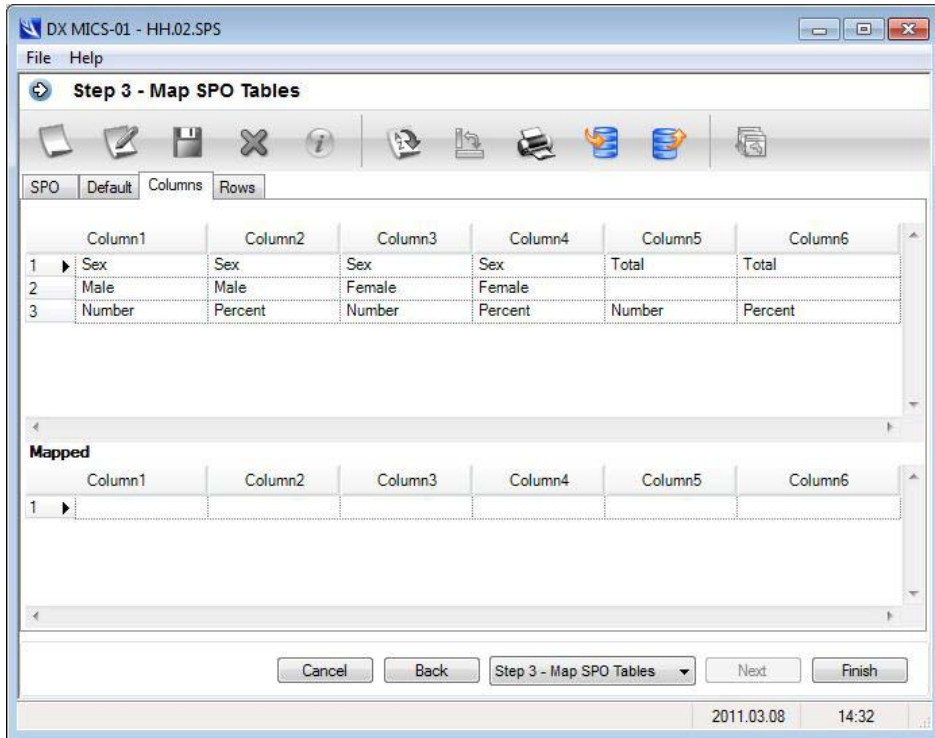 DX MICS-01 - HH.02.SPS
File Help
Step 3 - Map SPO Tables
SPO Default Columns Rows
Column1 Column2 Column3 Column4 Column5 Column6
1 Sex Sex Sex Sex Total Total
2 Male Male Female Female
3 Number Percent Number Percent Number Percent
Mapped
Column1 Column2 Column3 Column4 Column5 Column6
1
Cancel Back Step 3 - Map SPO Tables Next Finish
2011.03.08 14:32